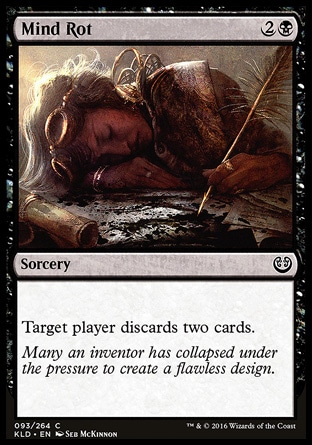 Mind Rot 2
Sorcery
Target player discards two cards.
Many an inventor has collapsed under
the pressure to create a flawless design.
093/264 C
KLD • EN Seb McKinnon
™ & © 2016 Wizards of the Coast